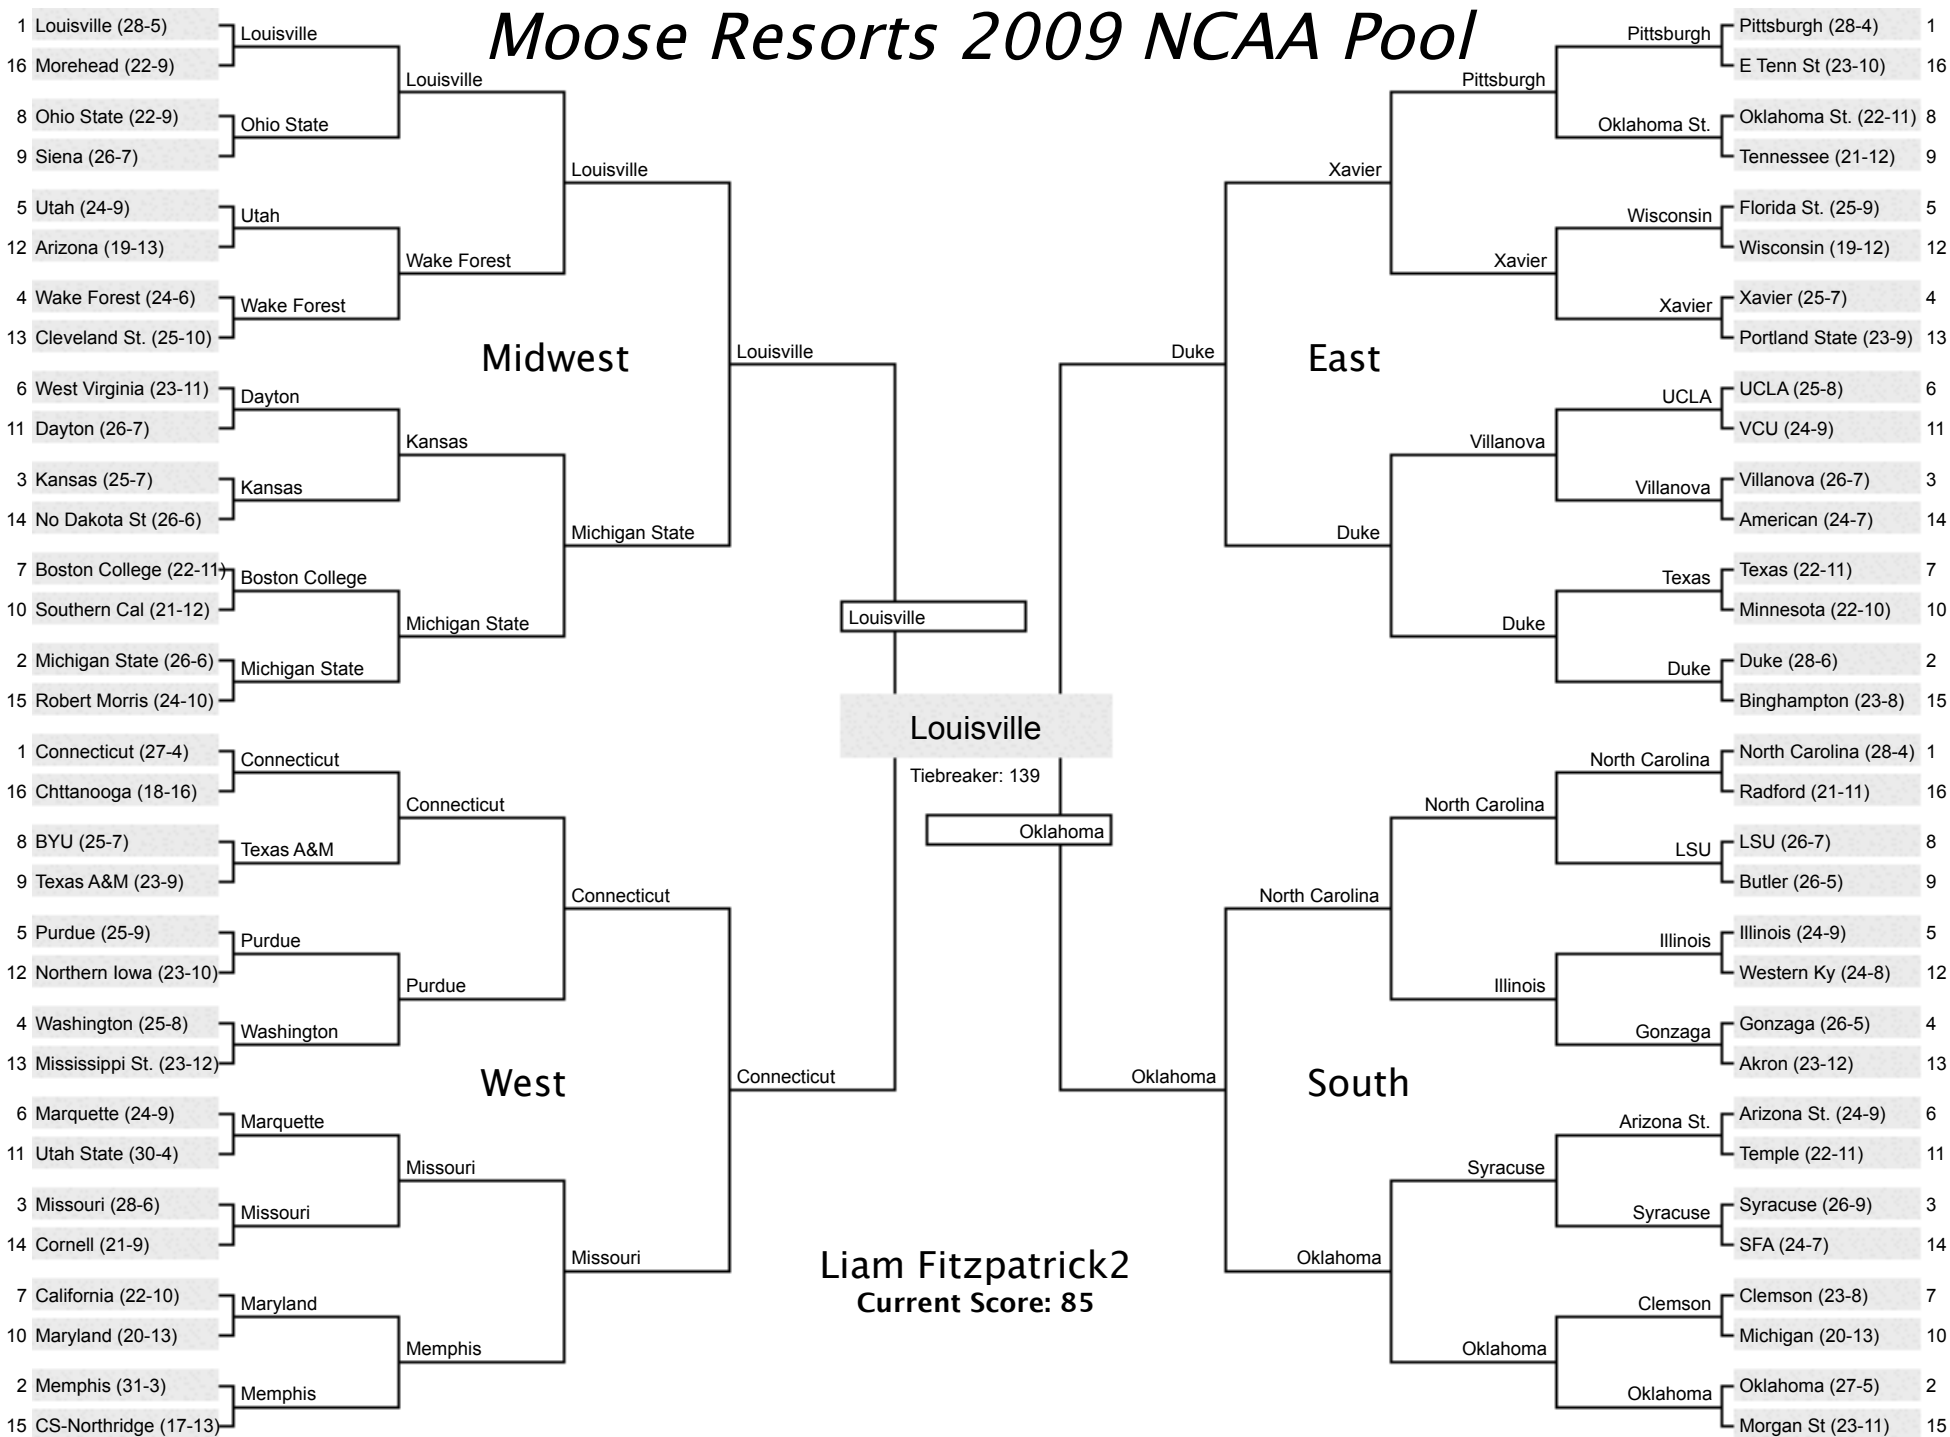 Moose Resorts 2009 NCAA Pool
1 Louisville (28-5)
16 Morehead (22-9)
8 Ohio State (22-9)
9 Siena (26-7)
5 Utah (24-9)
12 Arizona (19-13)
4 Wake Forest (24-6)
13 Cleveland St. (25-10)
6 West Virginia (23-11)
11 Dayton (26-7)
3 Kansas (25-7)
14 No Dakota St (26-6)
7 Boston College (22-11)
10 Southern Cal (21-12)
2 Michigan State (26-6)
15 Robert Morris (24-10)
Louisville
Ohio State
Utah
Wake Forest
Dayton
Kansas
Boston College
Michigan State
Louisville
Wake Forest
Kansas
Michigan State
Louisville
Michigan State
Louisville
Midwest
1 Connecticut (27-4)
16 Chttanooga (18-16)
8 BYU (25-7)
9 Texas A&M (23-9)
5 Purdue (25-9)
12 Northern Iowa (23-10)
4 Washington (25-8)
13 Mississippi St. (23-12)
6 Marquette (24-9)
11 Utah State (30-4)
3 Missouri (28-6)
14 Cornell (21-9)
7 California (22-10)
10 Maryland (20-13)
2 Memphis (31-3)
15 CS-Northridge (17-13)
Connecticut
Texas A&M
Purdue
Washington
Marquette
Missouri
Maryland
Memphis
Connecticut
Purdue
Missouri
Memphis
Connecticut
Missouri
Connecticut
West
Louisville
Louisville
Tiebreaker: 139
Oklahoma
Liam Fitzpatrick2
Current Score: 85
Pittsburgh (28-4) 1
E Tenn St (23-10) 16
Oklahoma St. (22-11) 8
Tennessee (21-12) 9
Florida St. (25-9) 5
Wisconsin (19-12) 12
Xavier (25-7) 4
Portland State (23-9) 13
UCLA (25-8) 6
VCU (24-9) 11
Villanova (26-7) 3
American (24-7) 14
Texas (22-11) 7
Minnesota (22-10) 10
Duke (28-6) 2
Binghampton (23-8) 15
Pittsburgh
Oklahoma St.
Wisconsin
Xavier
UCLA
Villanova
Texas
Duke
Pittsburgh
Xavier
Villanova
Duke
Xavier
Duke
Duke
East
North Carolina (28-4) 1
Radford (21-11) 16
LSU (26-7) 8
Butler (26-5) 9
Illinois (24-9) 5
Western Ky (24-8) 12
Gonzaga (26-5) 4
Akron (23-12) 13
Arizona St. (24-9) 6
Temple (22-11) 11
Syracuse (26-9) 3
SFA (24-7) 14
Clemson (23-8) 7
Michigan (20-13) 10
Oklahoma (27-5) 2
Morgan St (23-11) 15
North Carolina
LSU
Illinois
Gonzaga
Arizona St.
Syracuse
Clemson
Oklahoma
North Carolina
Illinois
Syracuse
Oklahoma
North Carolina
Oklahoma
Oklahoma
South